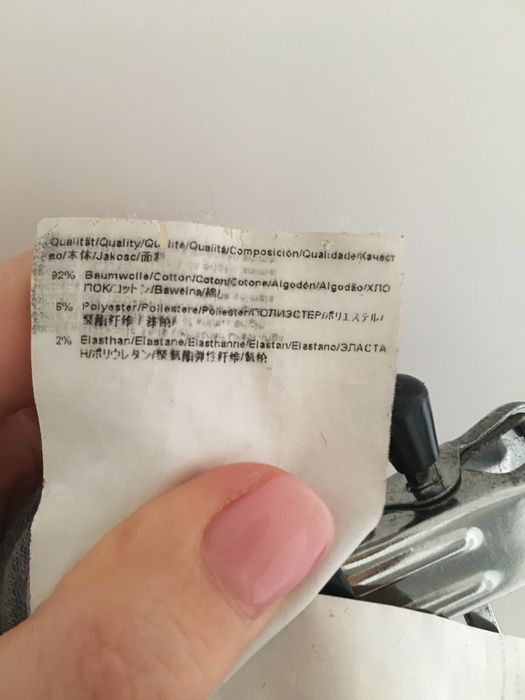 Qualität/Quality/Qualité/Qualità/Composición/Qualidade/Качест
во/本体/Jakosc/面料
92% Baumwolle/Cotton/Coton/Cotone/Algodón/Algodão/ХЛО
ПОК/コットン/Bawelna/棉
6% Polyester/Poliestere/Poliéster/ПОЛИЭСТЕР/ポリエステル/
聚酯纤维/涤纶/
2% Elasthan/Elastane/Elasthanne/Elastan/Elastano/ЭЛАСТА
Н/ポリウレタン/聚氨酯弹性纤维/氨纶